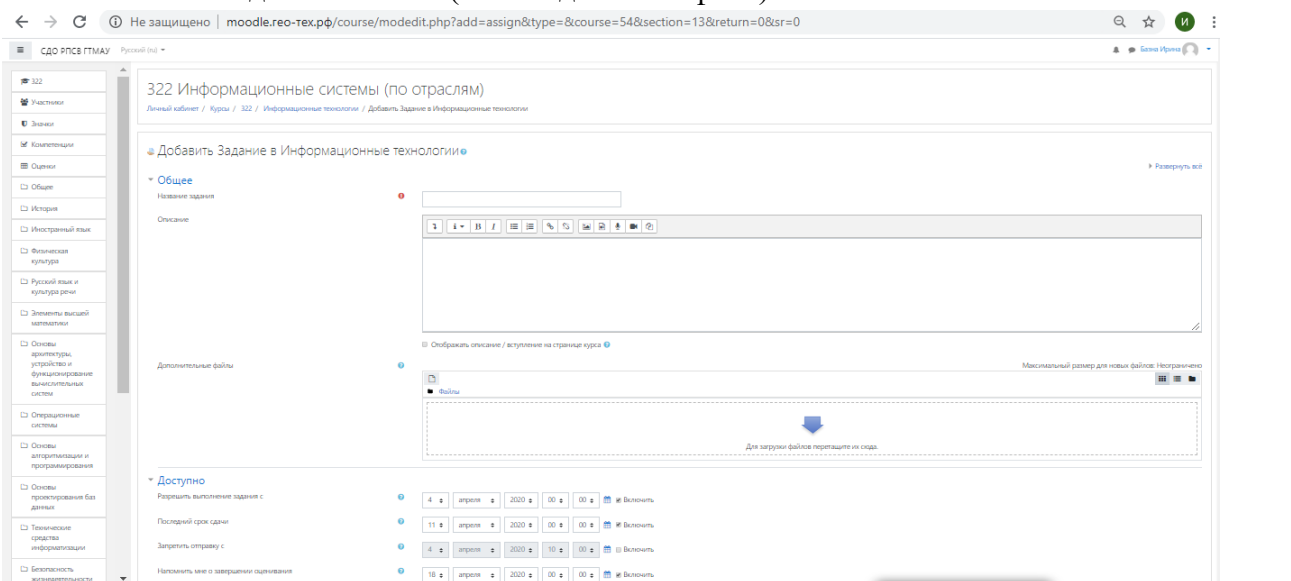 Не защищено | moodle.гео-тех.рф/course/modedit.php?add=assign&type=&course=54&section=13&return=0&sr=0
И
СДО РПСВ ГТМАУ Русский (ru)
322
Участники
Значки
Компетенции
Оценки
Общее
История
Иностранный язык
Физическая
культура
Русский язык и
культура речи
Элементы высшей
математики
Основы
архитектуры,
устройство и
функционирование
вычислительных
систем
Операционные
системы
Основы
алгоритмизации и
программирования
Основы
проектирования баз
данных
Технические
средства
информатизации
Безопасность
жизнедеятельности
322 Информационные системы (по отраслям)
Личный кабинет / Курсы / 322 / Информационные технологии / Добавить Задание в Информационные технологии
Добавить Задание в Информационные технологии
Развернуть всё
Общее
Название задания
Описание
Отображать описание / вступление на странице курса
Дополнительные файлы
Максимальный размер для новых файлов: Неограничено
Файлы
Для загрузки файлов перетащите их сюда.
Доступно
Разрешить выполнение задания с 4 апреля 2020 00 00 Включить
Последний срок сдачи 11 апреля 2020 00 00 Включить
Запретить отправку с 4 апреля 2020 10 00 Включить
Напомнить мне о завершении оценивания 18 апреля 2020 00 00 Включить